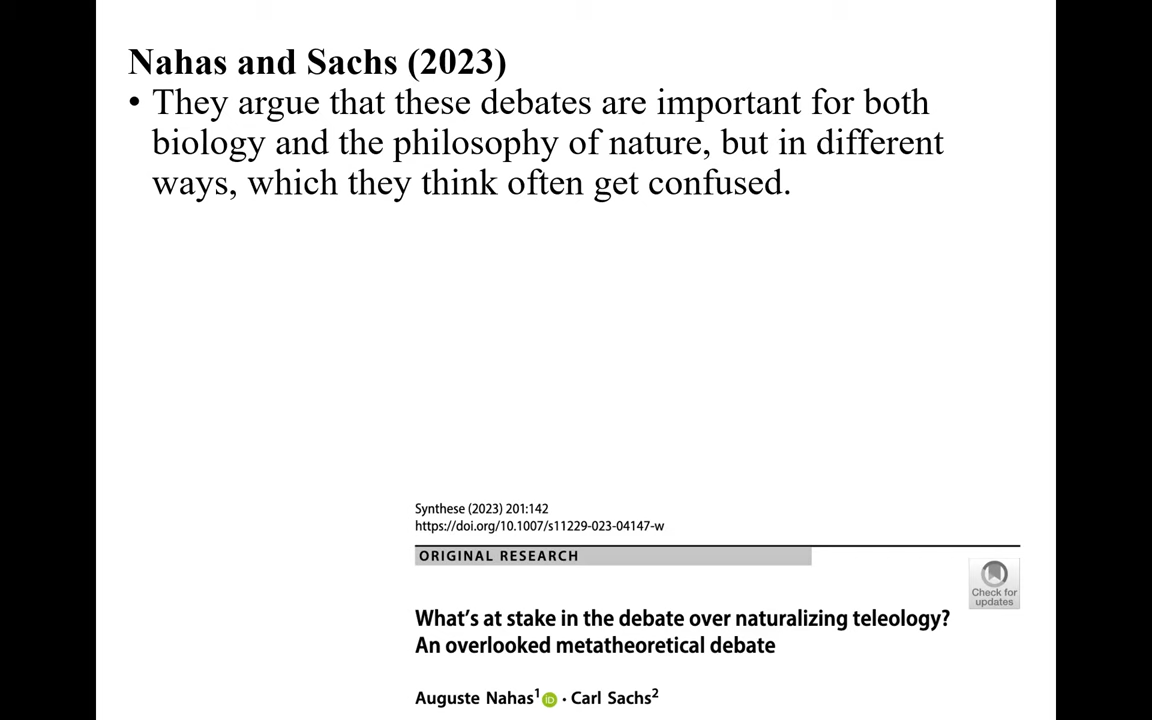 Nahas and Sachs (2023)
• They argue that these debates are important for both
biology and the philosophy of nature, but in different
ways, which they think often get confused.
Synthese (2023) 201:142
https://doi.org/10.1007/s11229-023-04147-w
ORIGINAL RESEARCH
Check for
updates
What's at stake in the debate over naturalizing teleology?
An overlooked metatheoretical debate
Auguste Nahas¹ iD · Carl Sachs²